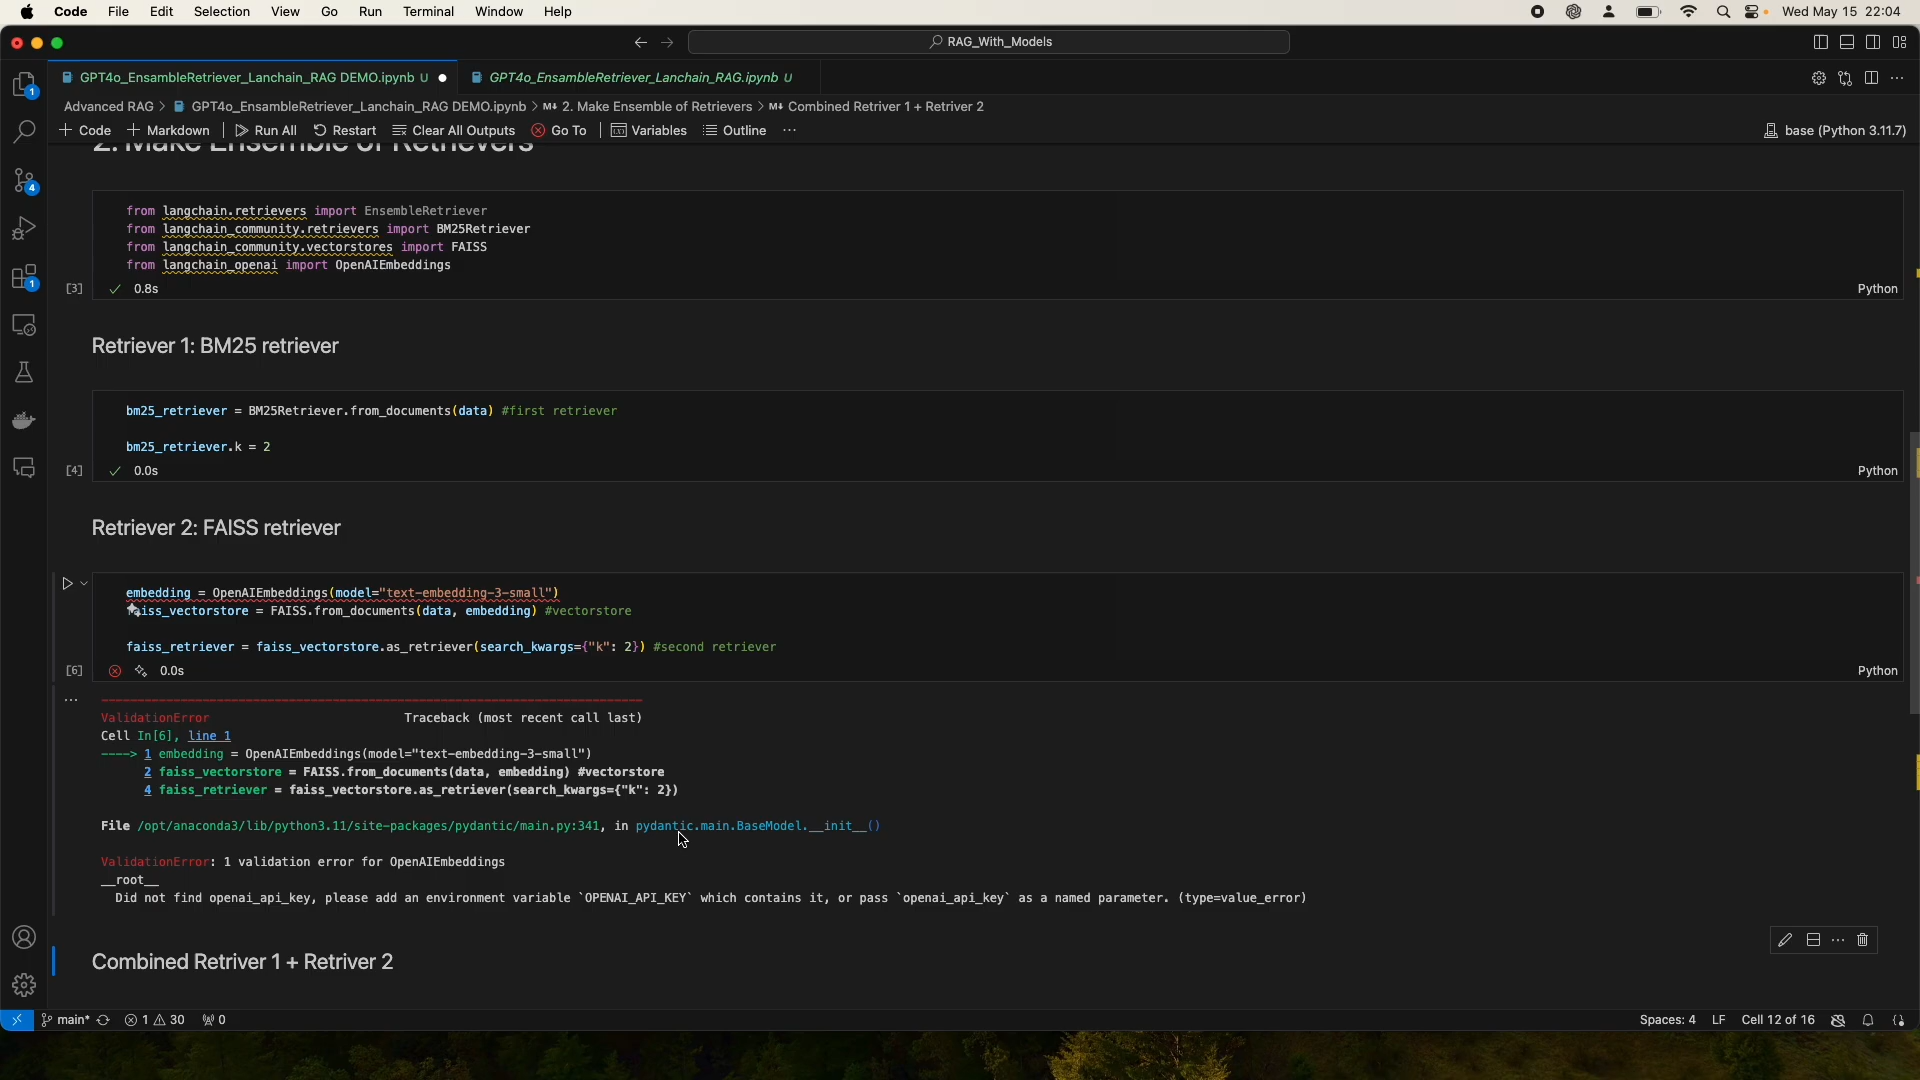 Code File Edit Selection View Go Run Terminal Window Help Wed May 15 22:04
RAG_With_Models
GPT4o_EnsambleRetriever_Lanchain_RAG DEMO.ipynb U GPT4o_EnsambleRetriever_Lanchain_RAG.ipynb U
Advanced RAG > GPT4o_EnsambleRetriever_Lanchain_RAG DEMO.ipynb > M↓ 2. Make Ensemble of Retrievers > M↓ Combined Retriver 1 + Retriver 2
+ Code + Markdown Run All Restart Clear All Outputs Go To Variables Outline ... base (Python 3.11.7)
2. Make Ensemble of Retrievers
from langchain.retrievers import EnsembleRetriever
from langchain_community.retrievers import BM25Retriever
from langchain_community.vectorstores import FAISS
from langchain_openai import OpenAIEmbeddings
[3] ✓ 0.8s Python
Retriever 1: BM25 retriever
bm25_retriever = BM25Retriever.from_documents(data) #first retriever
bm25_retriever.k = 2
[4] ✓ 0.0s Python
Retriever 2: FAISS retriever
embedding = OpenAIEmbeddings(model="text-embedding-3-small")
faiss_vectorstore = FAISS.from_documents(data, embedding) #vectorstore
faiss_retriever = faiss_vectorstore.as_retriever(search_kwargs={"k": 2}) #second retriever
[6] 0.0s Python
...
ValidationError Traceback (most recent call last)
Cell In[6], line 1
----> 1 embedding = OpenAIEmbeddings(model="text-embedding-3-small")
2 faiss_vectorstore = FAISS.from_documents(data, embedding) #vectorstore
4 faiss_retriever = faiss_vectorstore.as_retriever(search_kwargs={"k": 2})
File /opt/anaconda3/lib/python3.11/site-packages/pydantic/main.py:341, in pydantic.main.BaseModel.__init__()
ValidationError: 1 validation error for OpenAIEmbeddings
__root__
Did not find openai_api_key, please add an environment variable `OPENAI_API_KEY` which contains it, or pass `openai_api_key` as a named parameter. (type=value_error)
Combined Retriver 1 + Retriver 2
1
4
1
main* 1 30 0 Spaces: 4 LF Cell 12 of 16